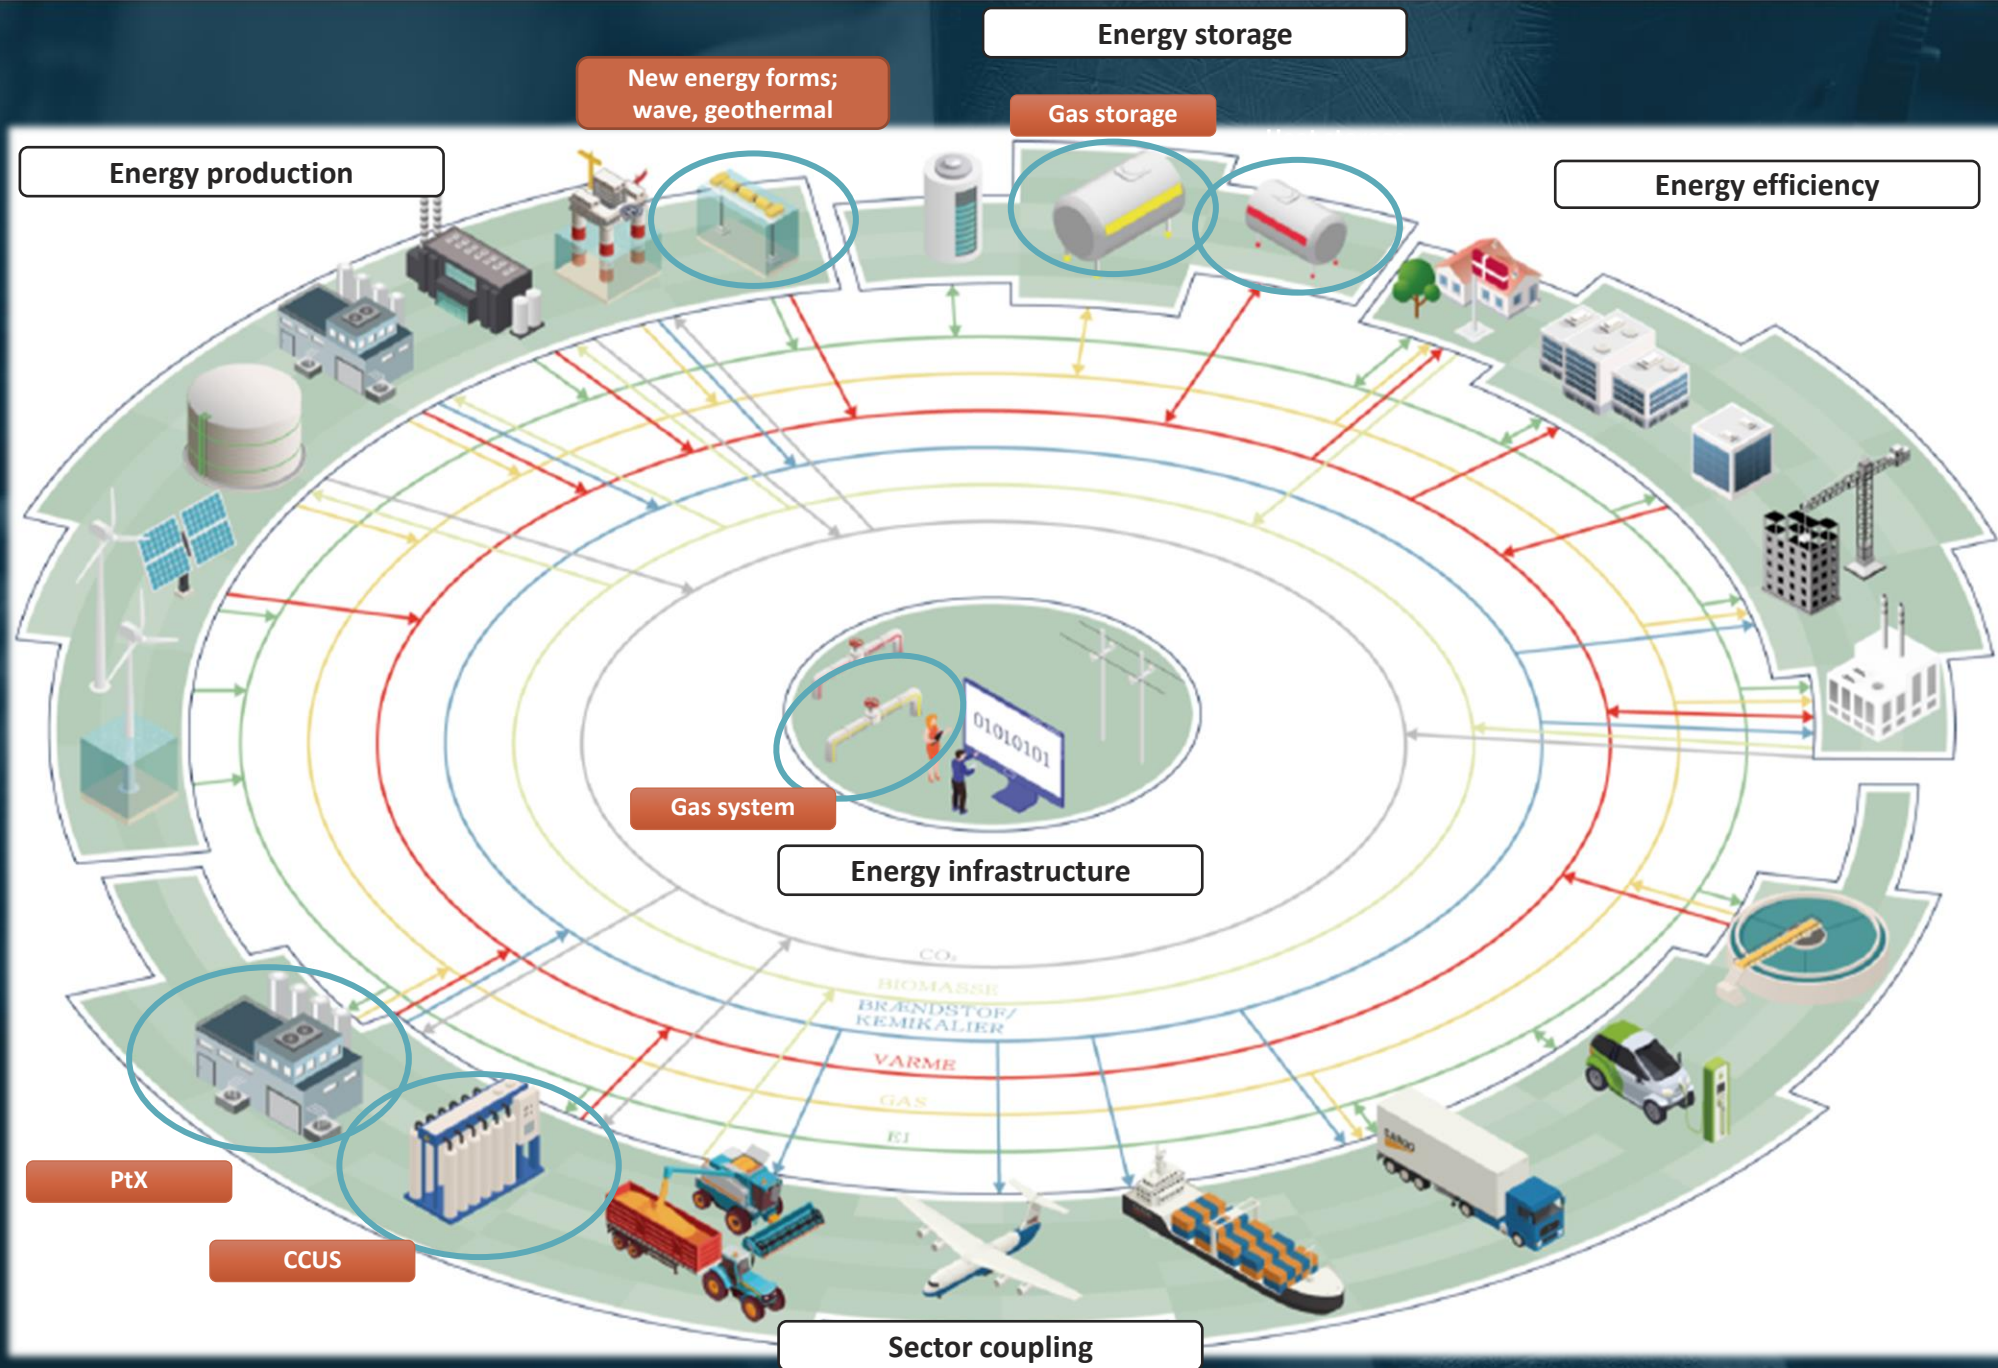 Energy storage
New energy forms;
wave, geothermal
Gas storage
Energy production
Energy efficiency
01010101
Gas system
Energy infrastructure
CO₂
BIOMASSE
BRÆNDSTOF/
KEMIKALIER
VARME
GAS
El
CARGO
PtX
CCUS
Sector coupling